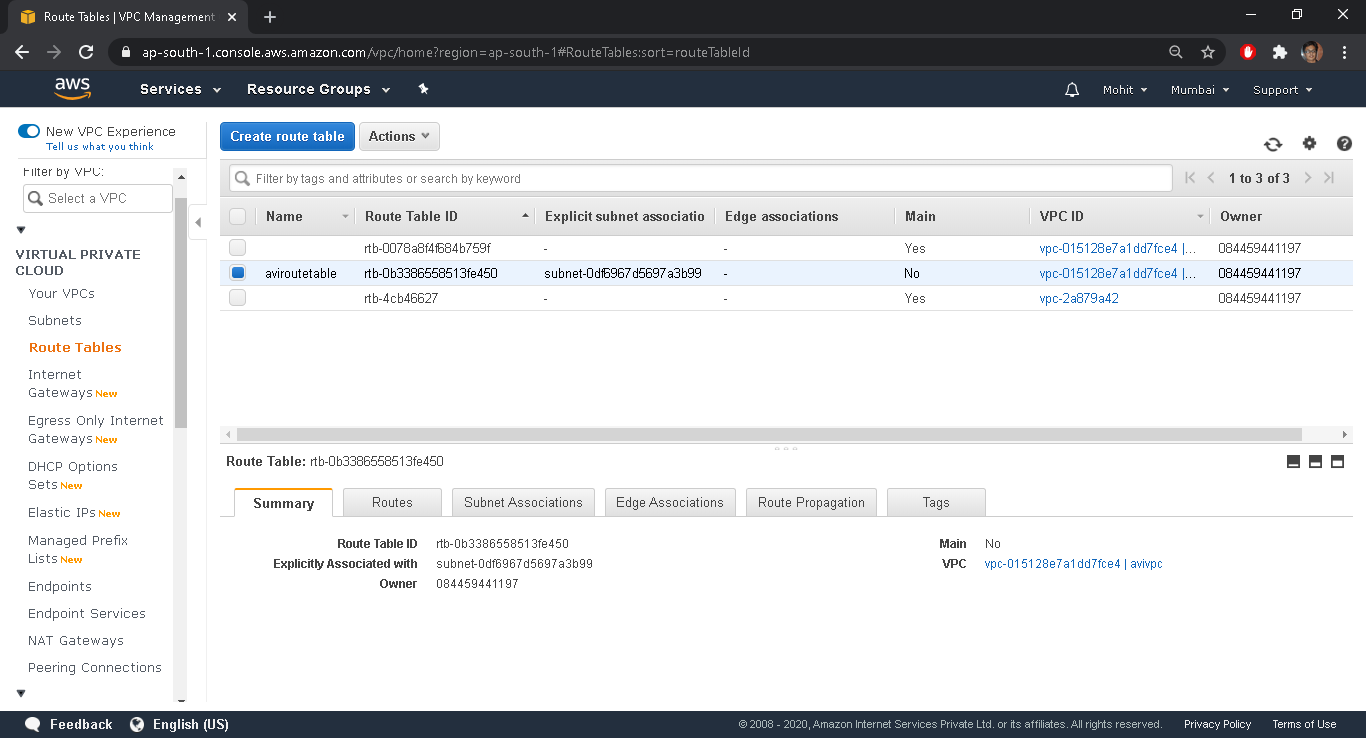 Route Tables | VPC Management
ap-south-1.console.aws.amazon.com/vpc/home?region=ap-south-1#RouteTables:sort=routeTableId
aws Services Resource Groups Mohit Mumbai Support
New VPC Experience
Tell us what you think
Filter by VPC:
Select a VPC
VIRTUAL PRIVATE
CLOUD
Your VPCs
Subnets
Route Tables
Internet
Gateways New
Egress Only Internet
Gateways New
DHCP Options
Sets New
Elastic IPs New
Managed Prefix
Lists New
Endpoints
Endpoint Services
NAT Gateways
Peering Connections
Create route table Actions
Filter by tags and attributes or search by keyword
1 to 3 of 3
Name Route Table ID Explicit subnet associatio Edge associations Main VPC ID Owner
rtb-0078a8f4f684b759f - - Yes vpc-015128e7a1dd7fce4 |... 084459441197
aviroutetable rtb-0b3386558513fe450 subnet-0df6967d5697a3b99 - No vpc-015128e7a1dd7fce4 |... 084459441197
rtb-4cb46627 - - Yes vpc-2a879a42 084459441197
Route Table: rtb-0b3386558513fe450
Summary Routes Subnet Associations Edge Associations Route Propagation Tags
Route Table ID rtb-0b3386558513fe450 Main No
Explicitly Associated with subnet-0df6967d5697a3b99 VPC vpc-015128e7a1dd7fce4 | avivpc
Owner 084459441197
Feedback English (US) © 2008 - 2020, Amazon Internet Services Private Ltd. or its affiliates. All rights reserved. Privacy Policy Terms of Use